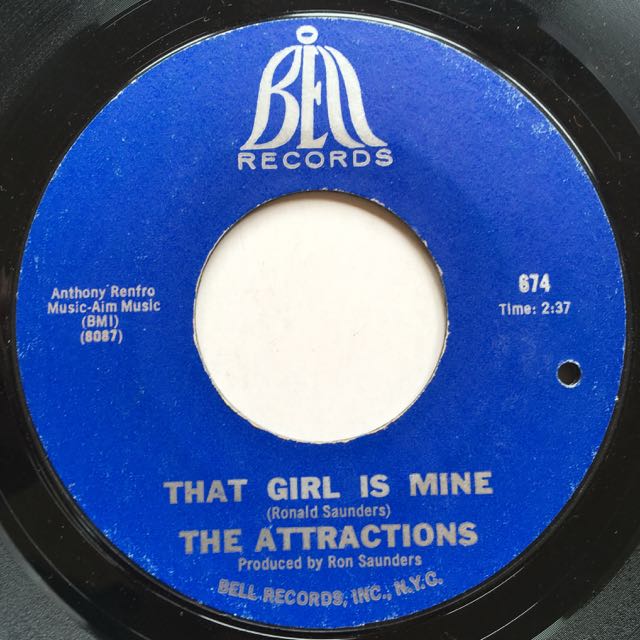 BELL
RECORDS
Anthony Renfro
Music-Aim Music
(BMI)
(8087)
674
Time: 2:37
THAT GIRL IS MINE
(Ronald Saunders)
THE ATTRACTIONS
Produced by Ron Saunders
BELL RECORDS, INC., N.Y.C.